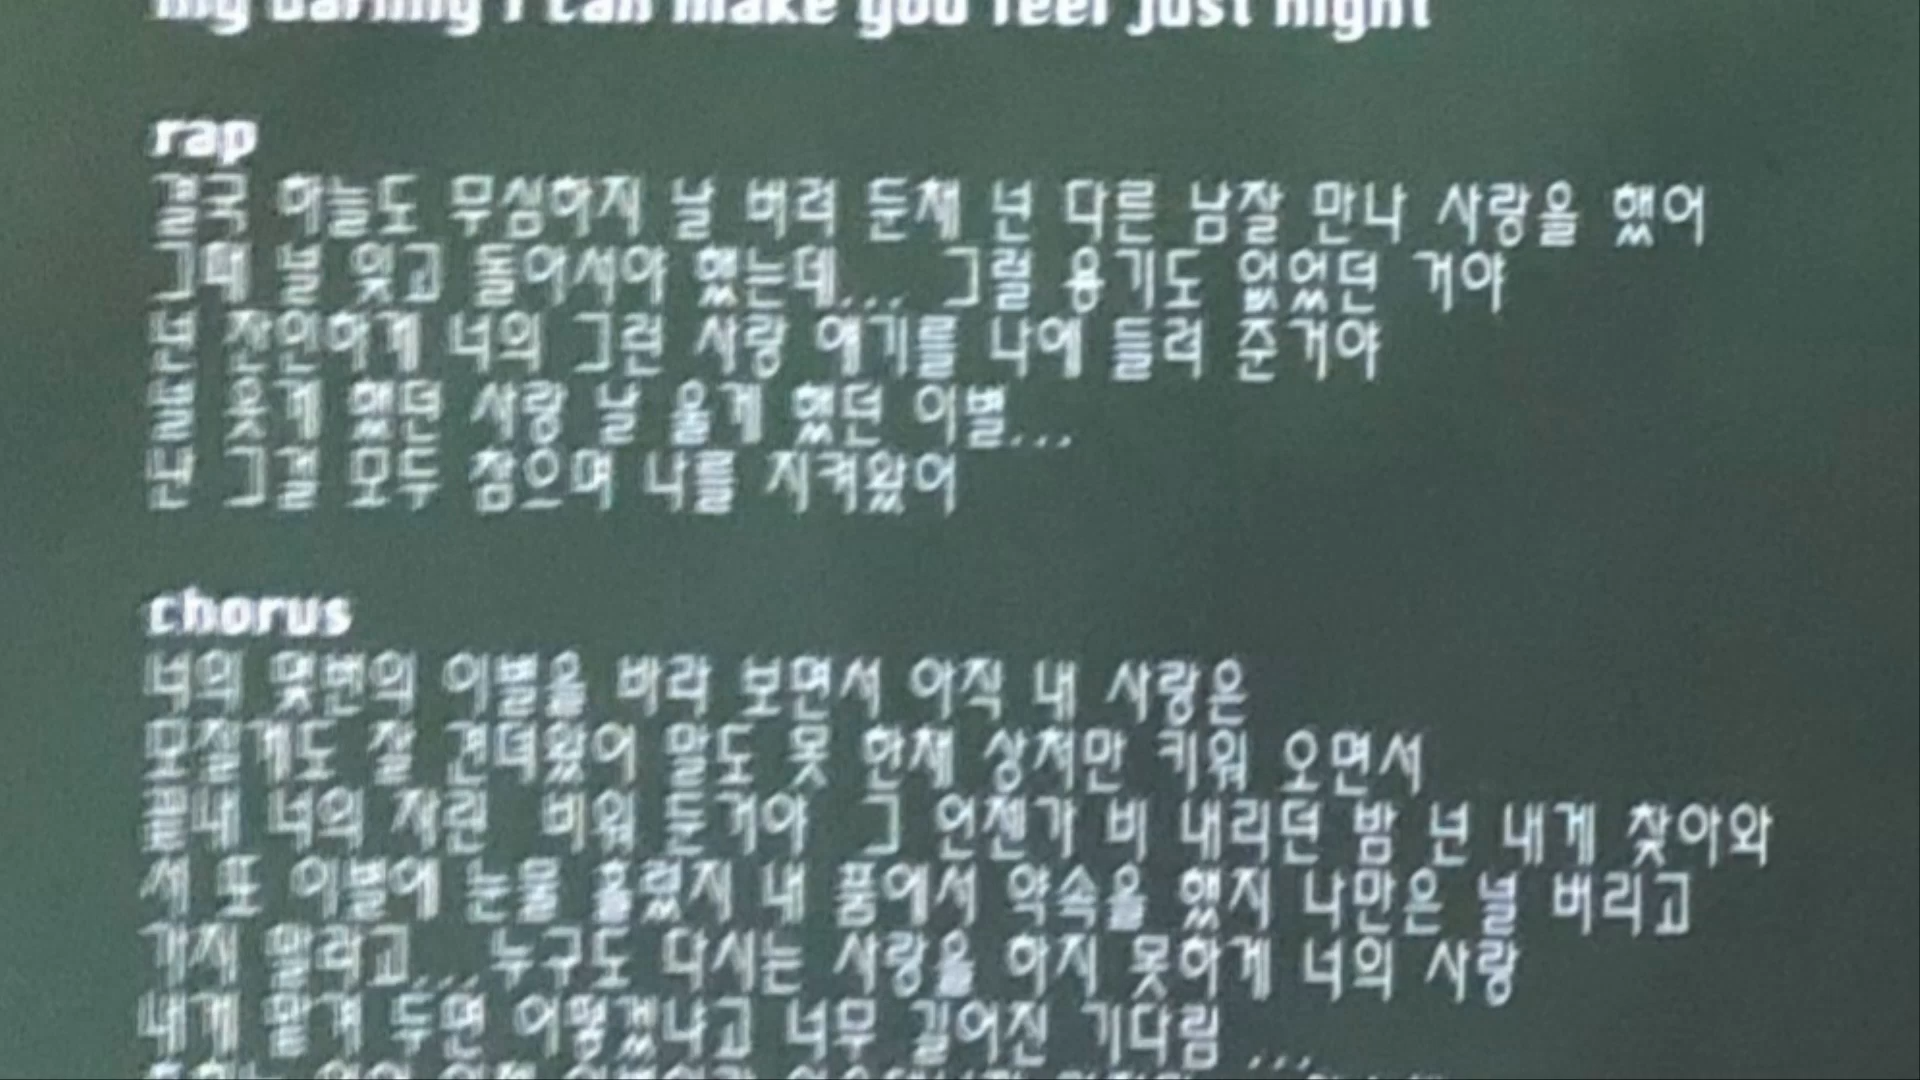 my darling I can make you feel just night
rap
결국 하늘도 무심하지 날 버려 둔채 넌 다른 남잘 만나 사랑을 했어
그때 널 잊고 돌아서야 했는데... 그럴 용기도 없었던 거야
넌 잔인하게 너의 그런 사랑 얘기를 나에 들려 준거야
널 웃게 했던 사랑 날 울게 했던 이별...
난 그걸 모두 참으며 나를 지켜왔어
chorus
너의 몇번의 이별을 바라 보면서 아직 내 사랑은
모질게도 잘 견뎌왔어 말도 못 한채 상처만 키워 오면서
끝내 너의 자린 비워 둔거야 그 언젠가 비 내리던 밤 넌 내게 찾아와
서 또 이별에 눈물 흘렸지 내 품에서 약속을 했지 나만은 널 버리고
가지 말라고...누구도 다시는 사랑을 하지 못하게 너의 사랑
내게 맡겨 두면 어떻겠냐고 너무 길어진 기다림 ...